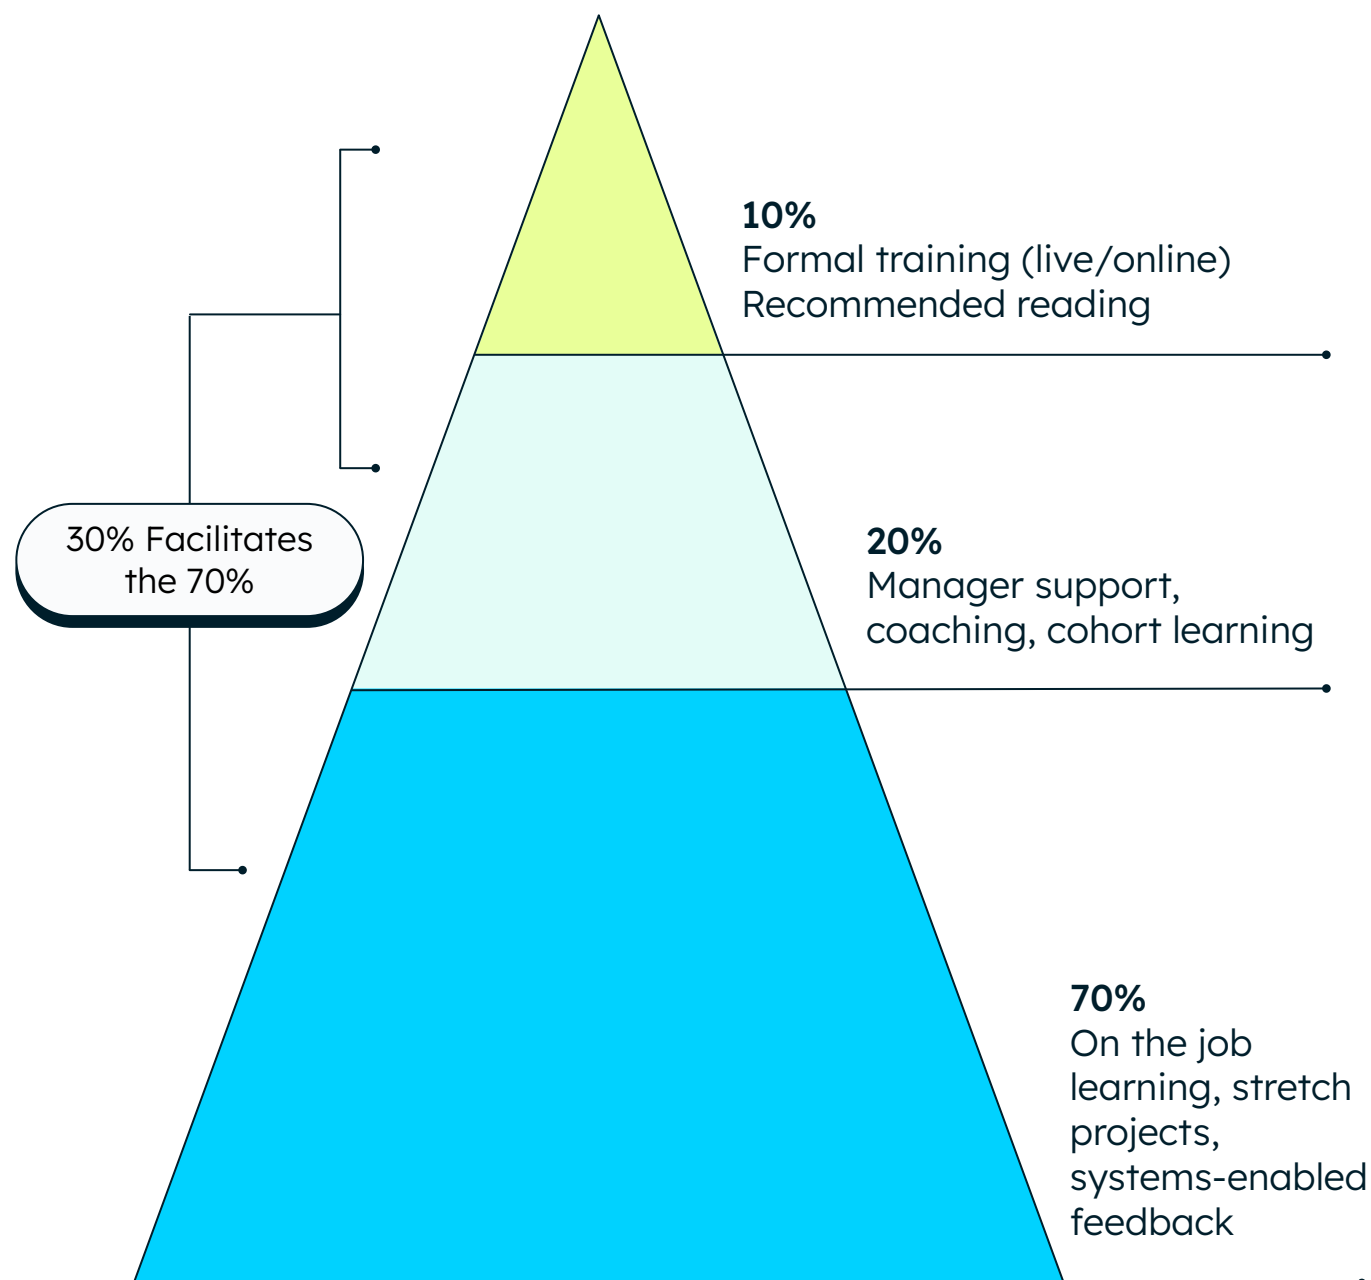 10%
Formal training (live/online)
Recommended reading
30% Facilitates
the 70%
20%
Manager support,
coaching, cohort learning
70%
On the job
learning, stretch
projects,
systems-enabled
feedback